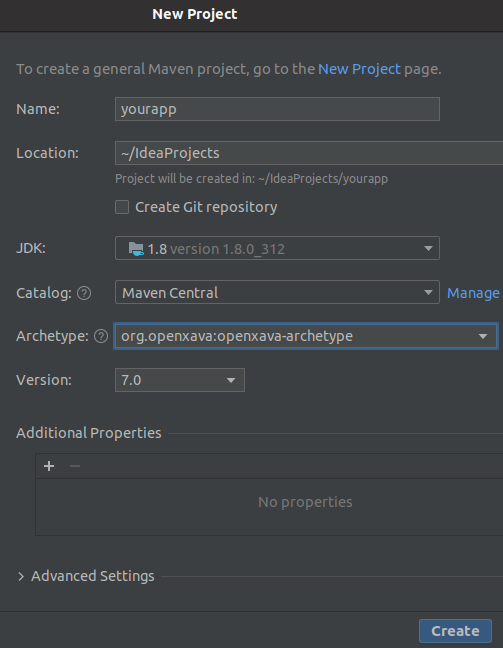 New Project
To create a general Maven project, go to the New Project page.
Name: yourapp
Location: ~/IdeaProjects
Project will be created in: ~/IdeaProjects/yourapp
Create Git repository
JDK: 1.8 version 1.8.0_312
Catalog: ? Maven Central Manage
Archetype: ? org.openxava:openxava-archetype
Version: 7.0
Additional Properties
+ −
No properties
> Advanced Settings
Create